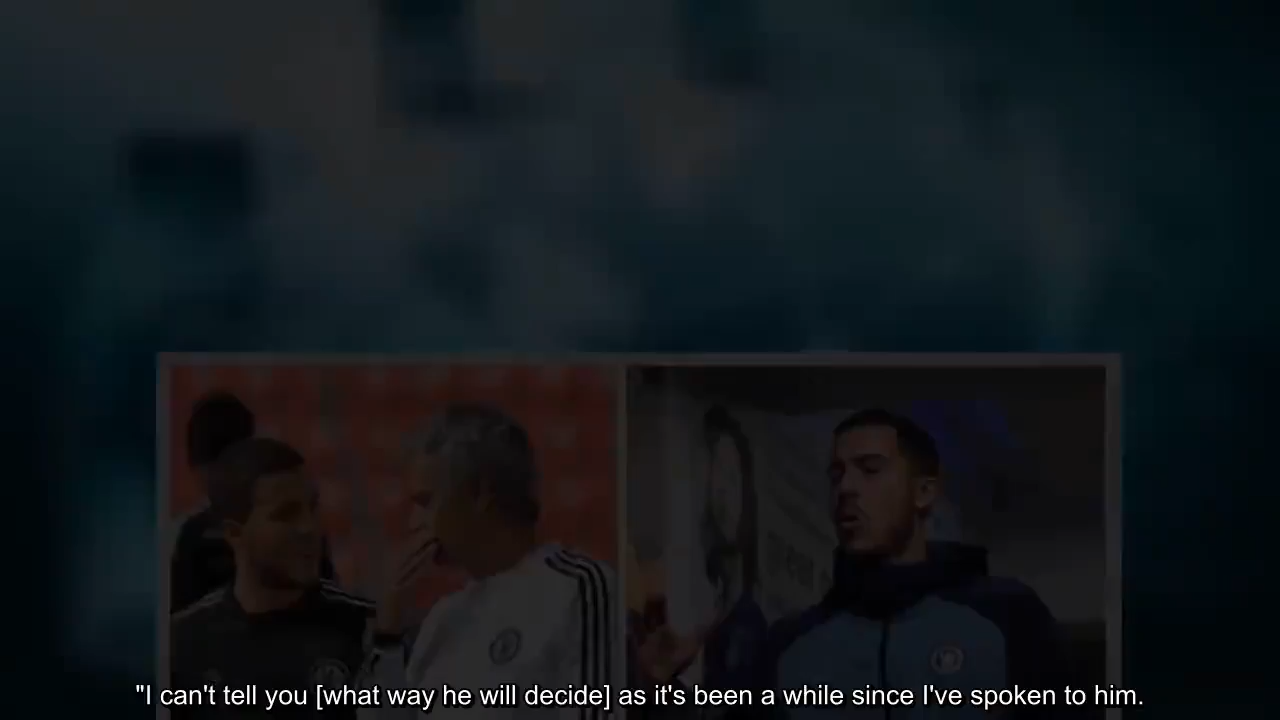 "I can't tell you [what way he will decide] as it's been a while since I've spoken to him.